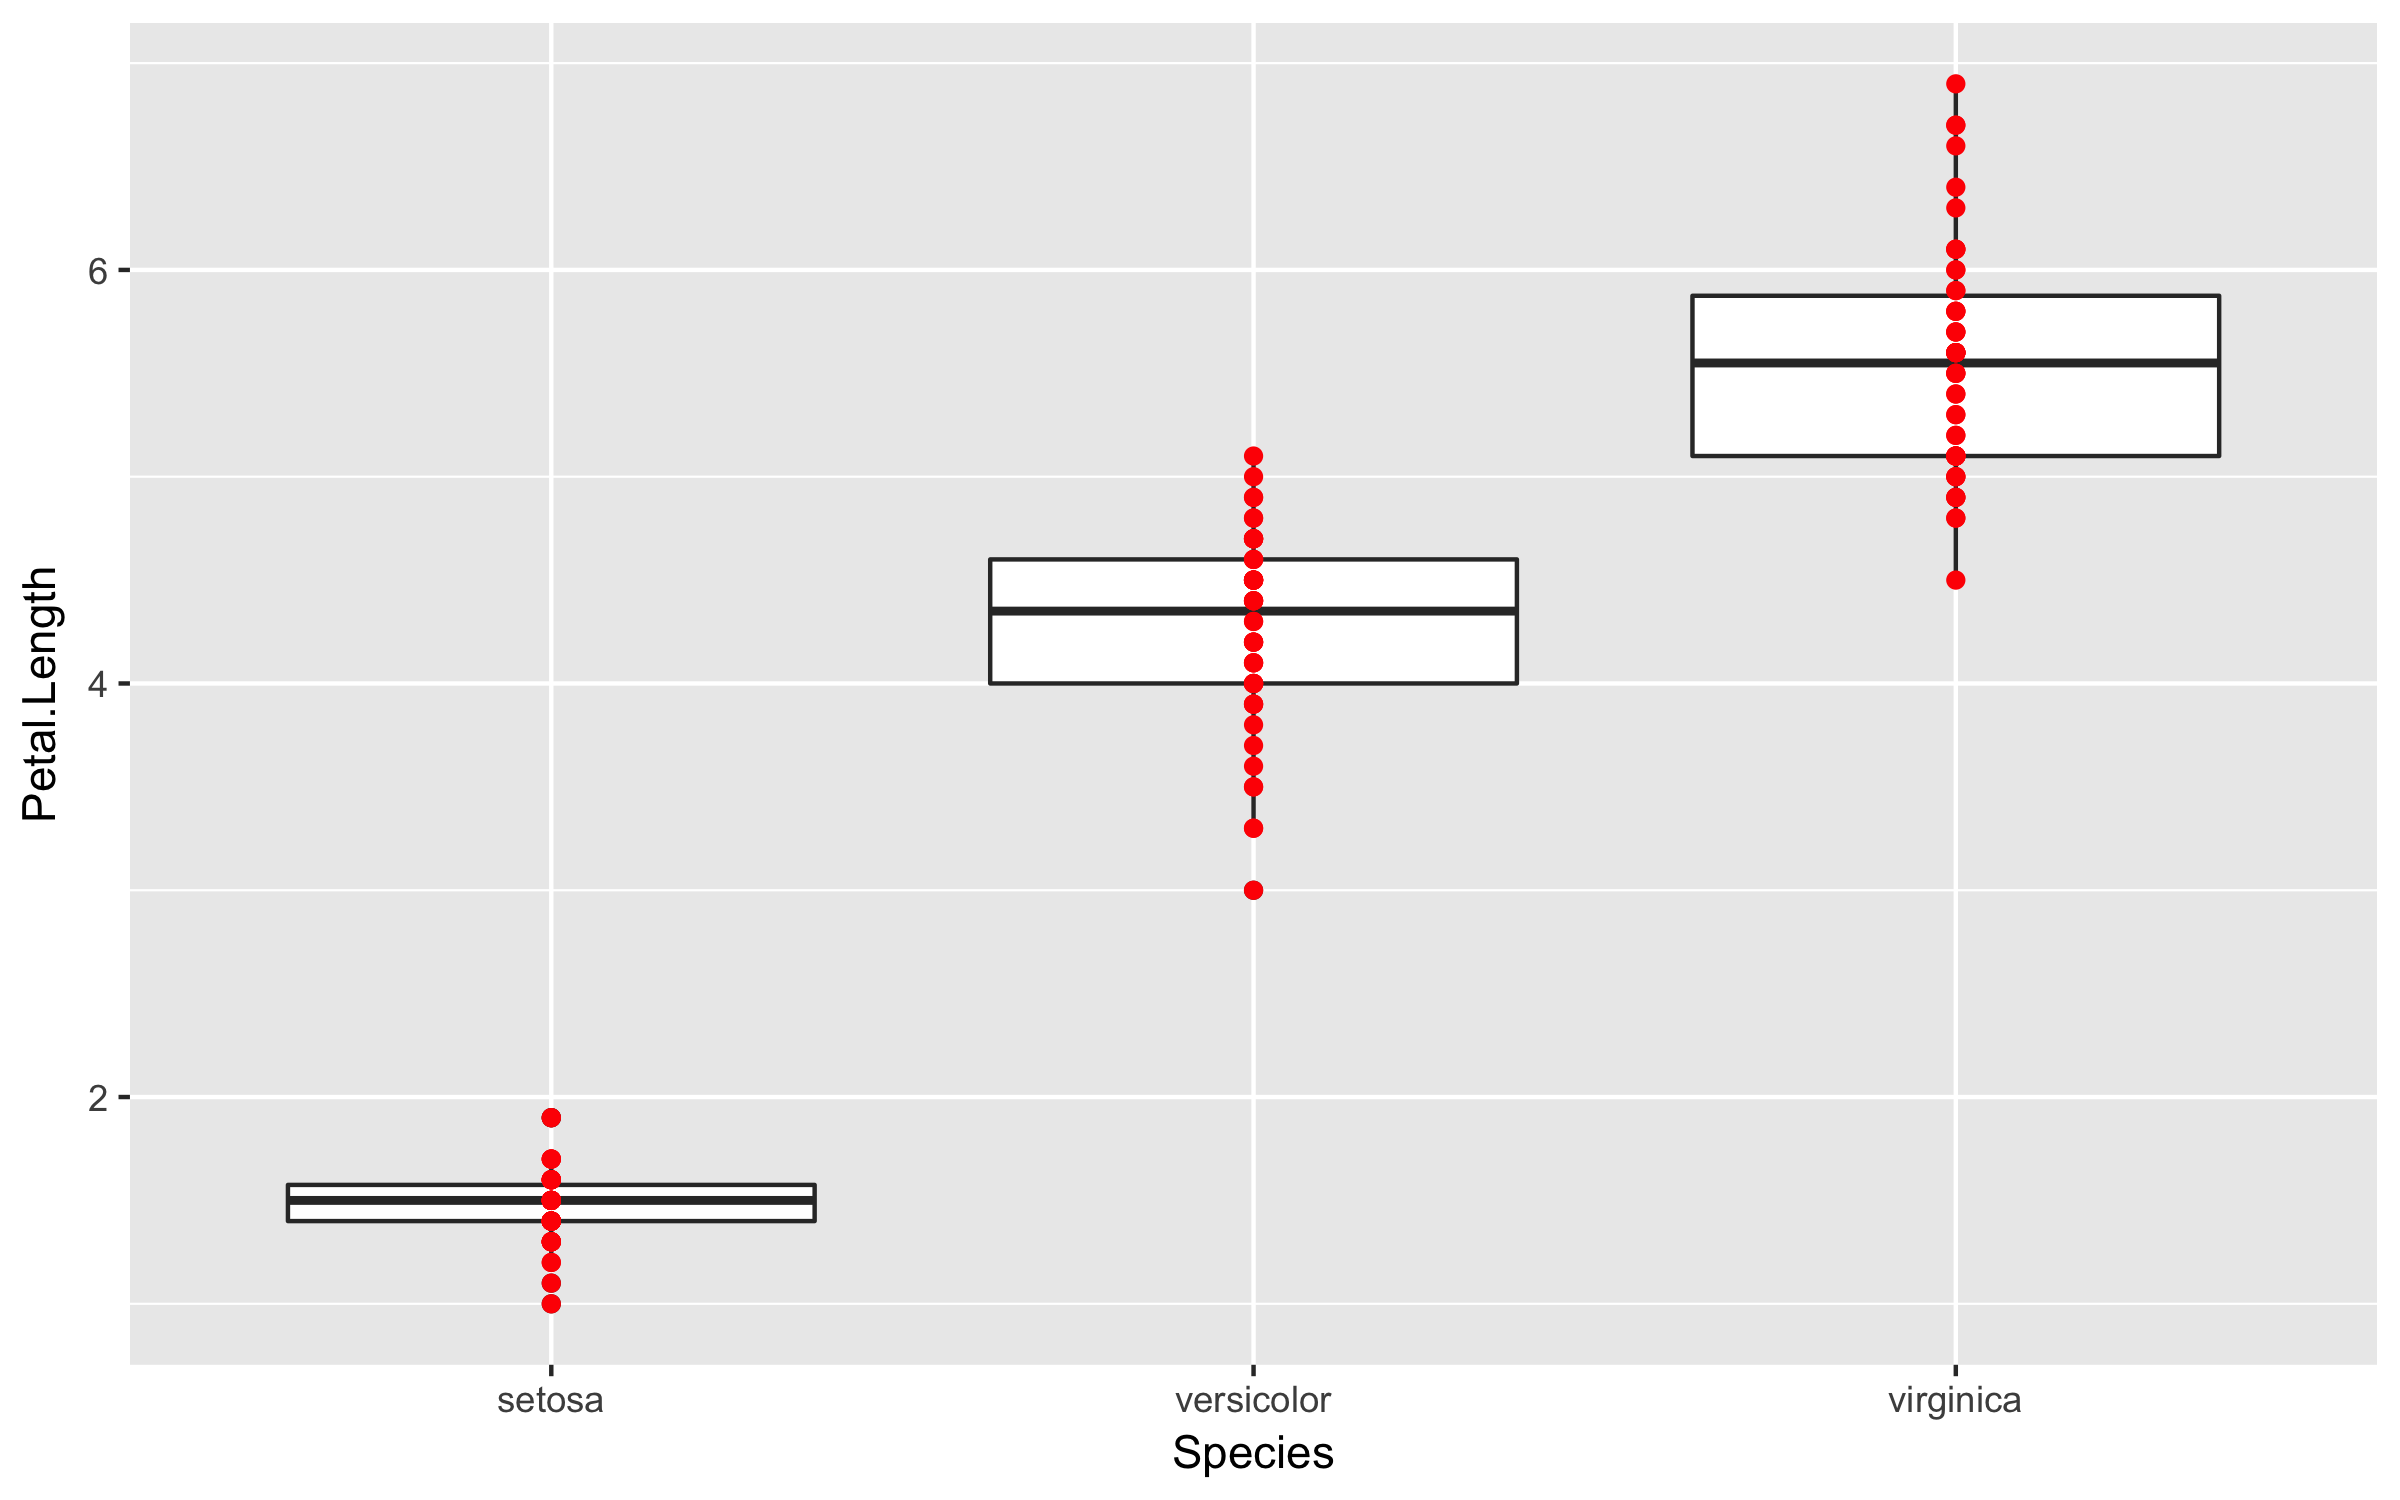 Petal.Length
6
4
2
setosa
versicolor
virginica
Species